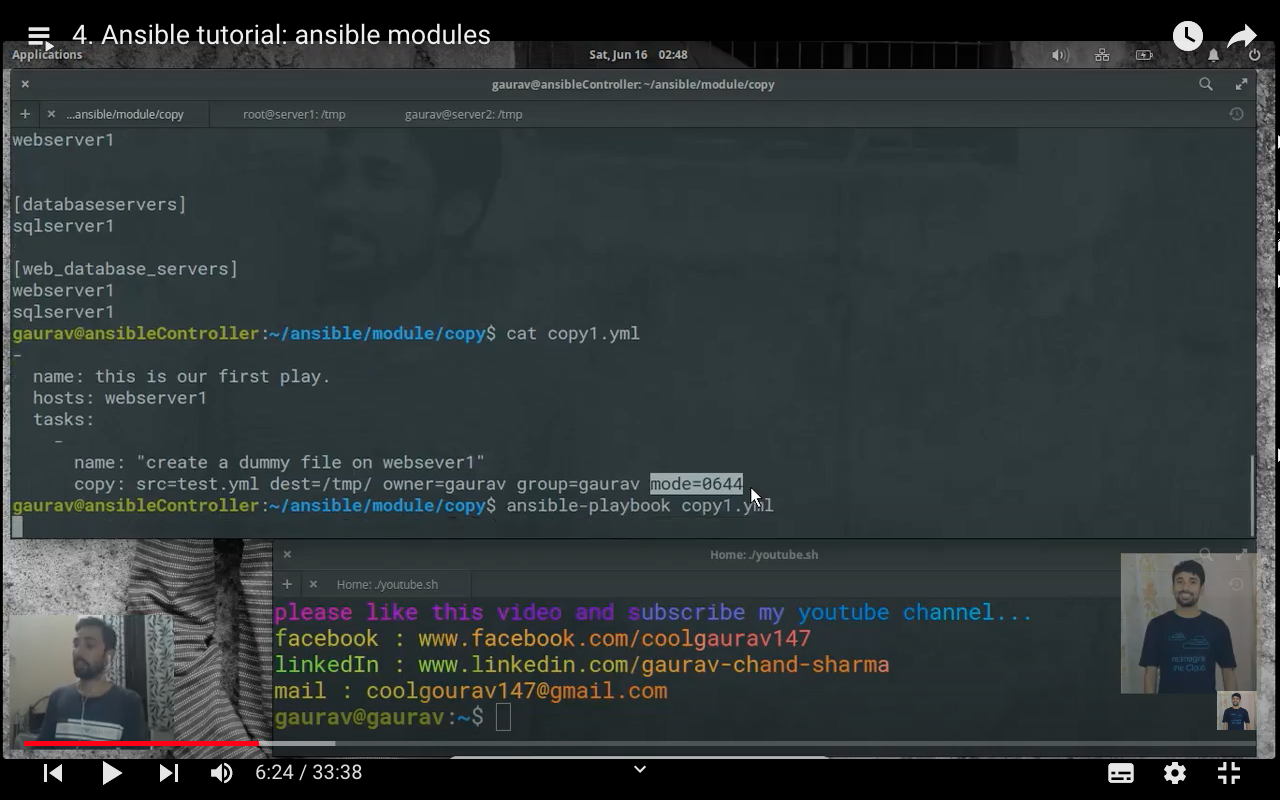 4. Ansible tutorial: ansible modules
Applications
Sat, Jun 16 02:48
gaurav@ansibleController: ~/ansible/module/copy
...ansible/module/copy
root@server1: /tmp
gaurav@server2: /tmp
webserver1
[databaseservers]
sqlserver1
[web_database_servers]
webserver1
sqlserver1
gaurav@ansibleController:~/ansible/module/copy$ cat copy1.yml
-
name: this is our first play.
hosts: webserver1
tasks:
-
name: "create a dummy file on websever1"
copy: src=test.yml dest=/tmp/ owner=gaurav group=gaurav mode=0644
gaurav@ansibleController:~/ansible/module/copy$ ansible-playbook copy1.yml
Home: ./youtube.sh
Home: ./youtube.sh
please like this video and subscribe my youtube channel...
facebook : www.facebook.com/coolgaurav147
linkedIn : www.linkedin.com/gaurav-chand-sharma
mail : coolgourav147@gmail.com
gaurav@gaurav:~$
reimagine
the Cloud
6:24 / 33:38